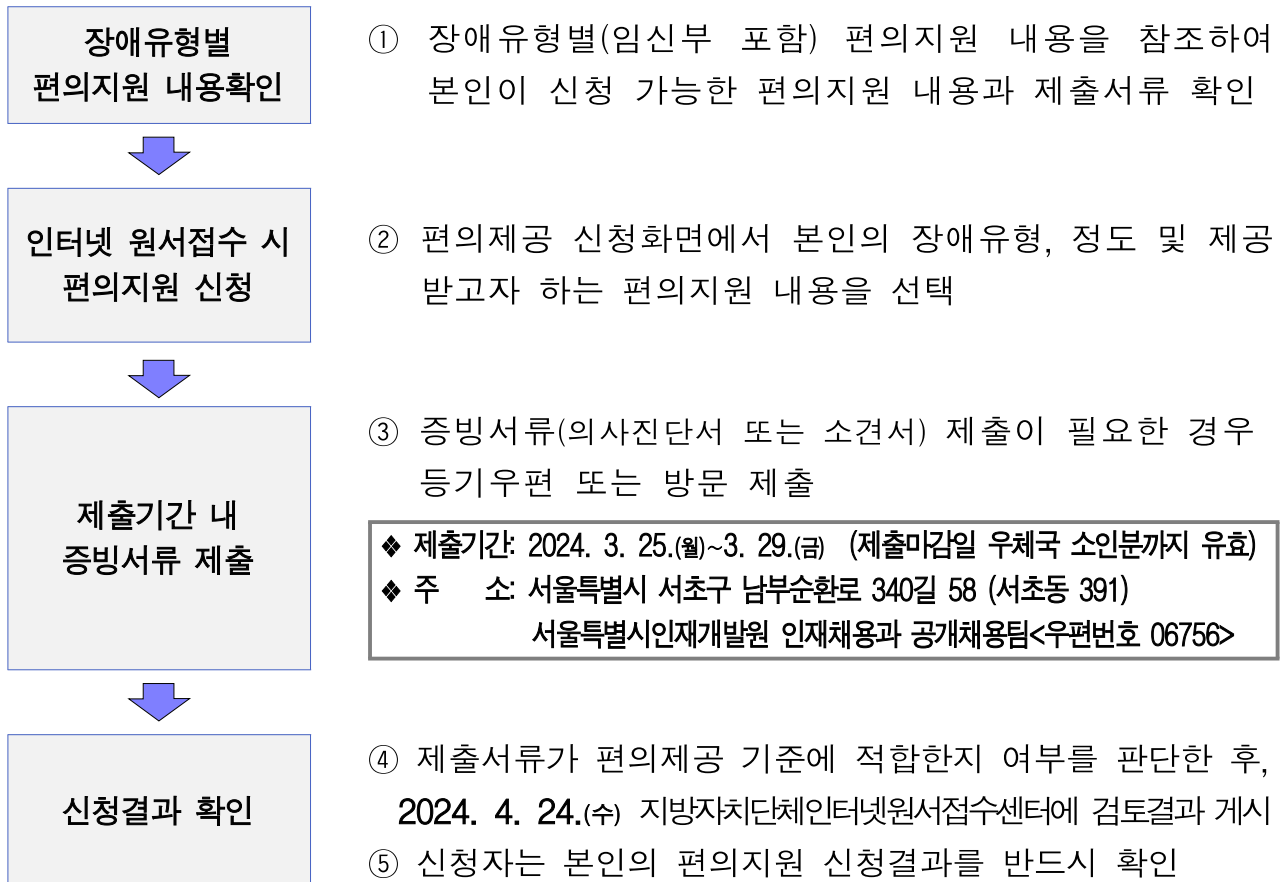 장애유형별
편의지원 내용확인
① 장애유형별(임신부 포함) 편의지원 내용을 참조하여
본인이 신청 가능한 편의지원 내용과 제출서류 확인
인터넷 원서접수 시
편의지원 신청
② 편의제공 신청화면에서 본인의 장애유형, 정도 및 제공
받고자 하는 편의지원 내용을 선택
제출기간 내
증빙서류 제출
③ 증빙서류(의사진단서 또는 소견서) 제출이 필요한 경우
등기우편 또는 방문 제출
❖ 제출기간: 2024. 3. 25.(월)~3. 29.(금) (제출마감일 우체국 소인분까지 유효)
❖ 주 소: 서울특별시 서초구 남부순환로 340길 58 (서초동 391)
서울특별시인재개발원 인재채용과 공개채용팀<우편번호 06756>
신청결과 확인
④ 제출서류가 편의제공 기준에 적합한지 여부를 판단한 후,
2024. 4. 24.(수) 지방자치단체인터넷원서접수센터에 검토결과 게시
⑤ 신청자는 본인의 편의지원 신청결과를 반드시 확인